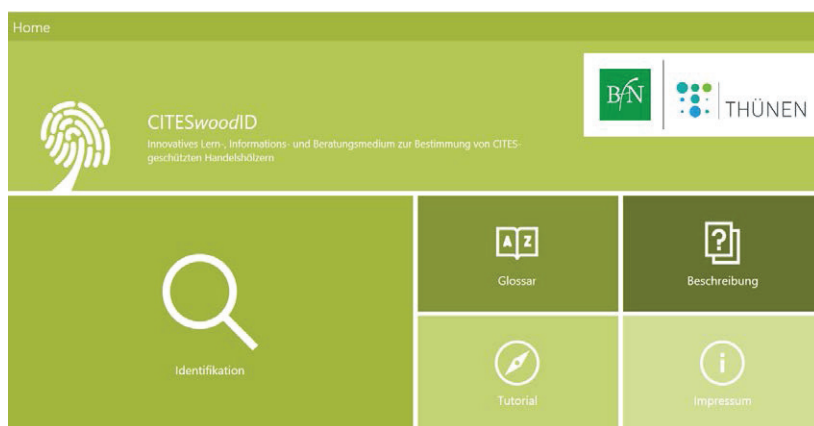 Home
BfN
THÜNEN
CITESwoodID
Innovatives Lern-, Informations- und Beratungsmedium zur Bestimmung von CITES-
geschützten Handelshölzern
A Z
?
Glossar
Beschreibung
Identifikation
i
Tutorial
Impressum